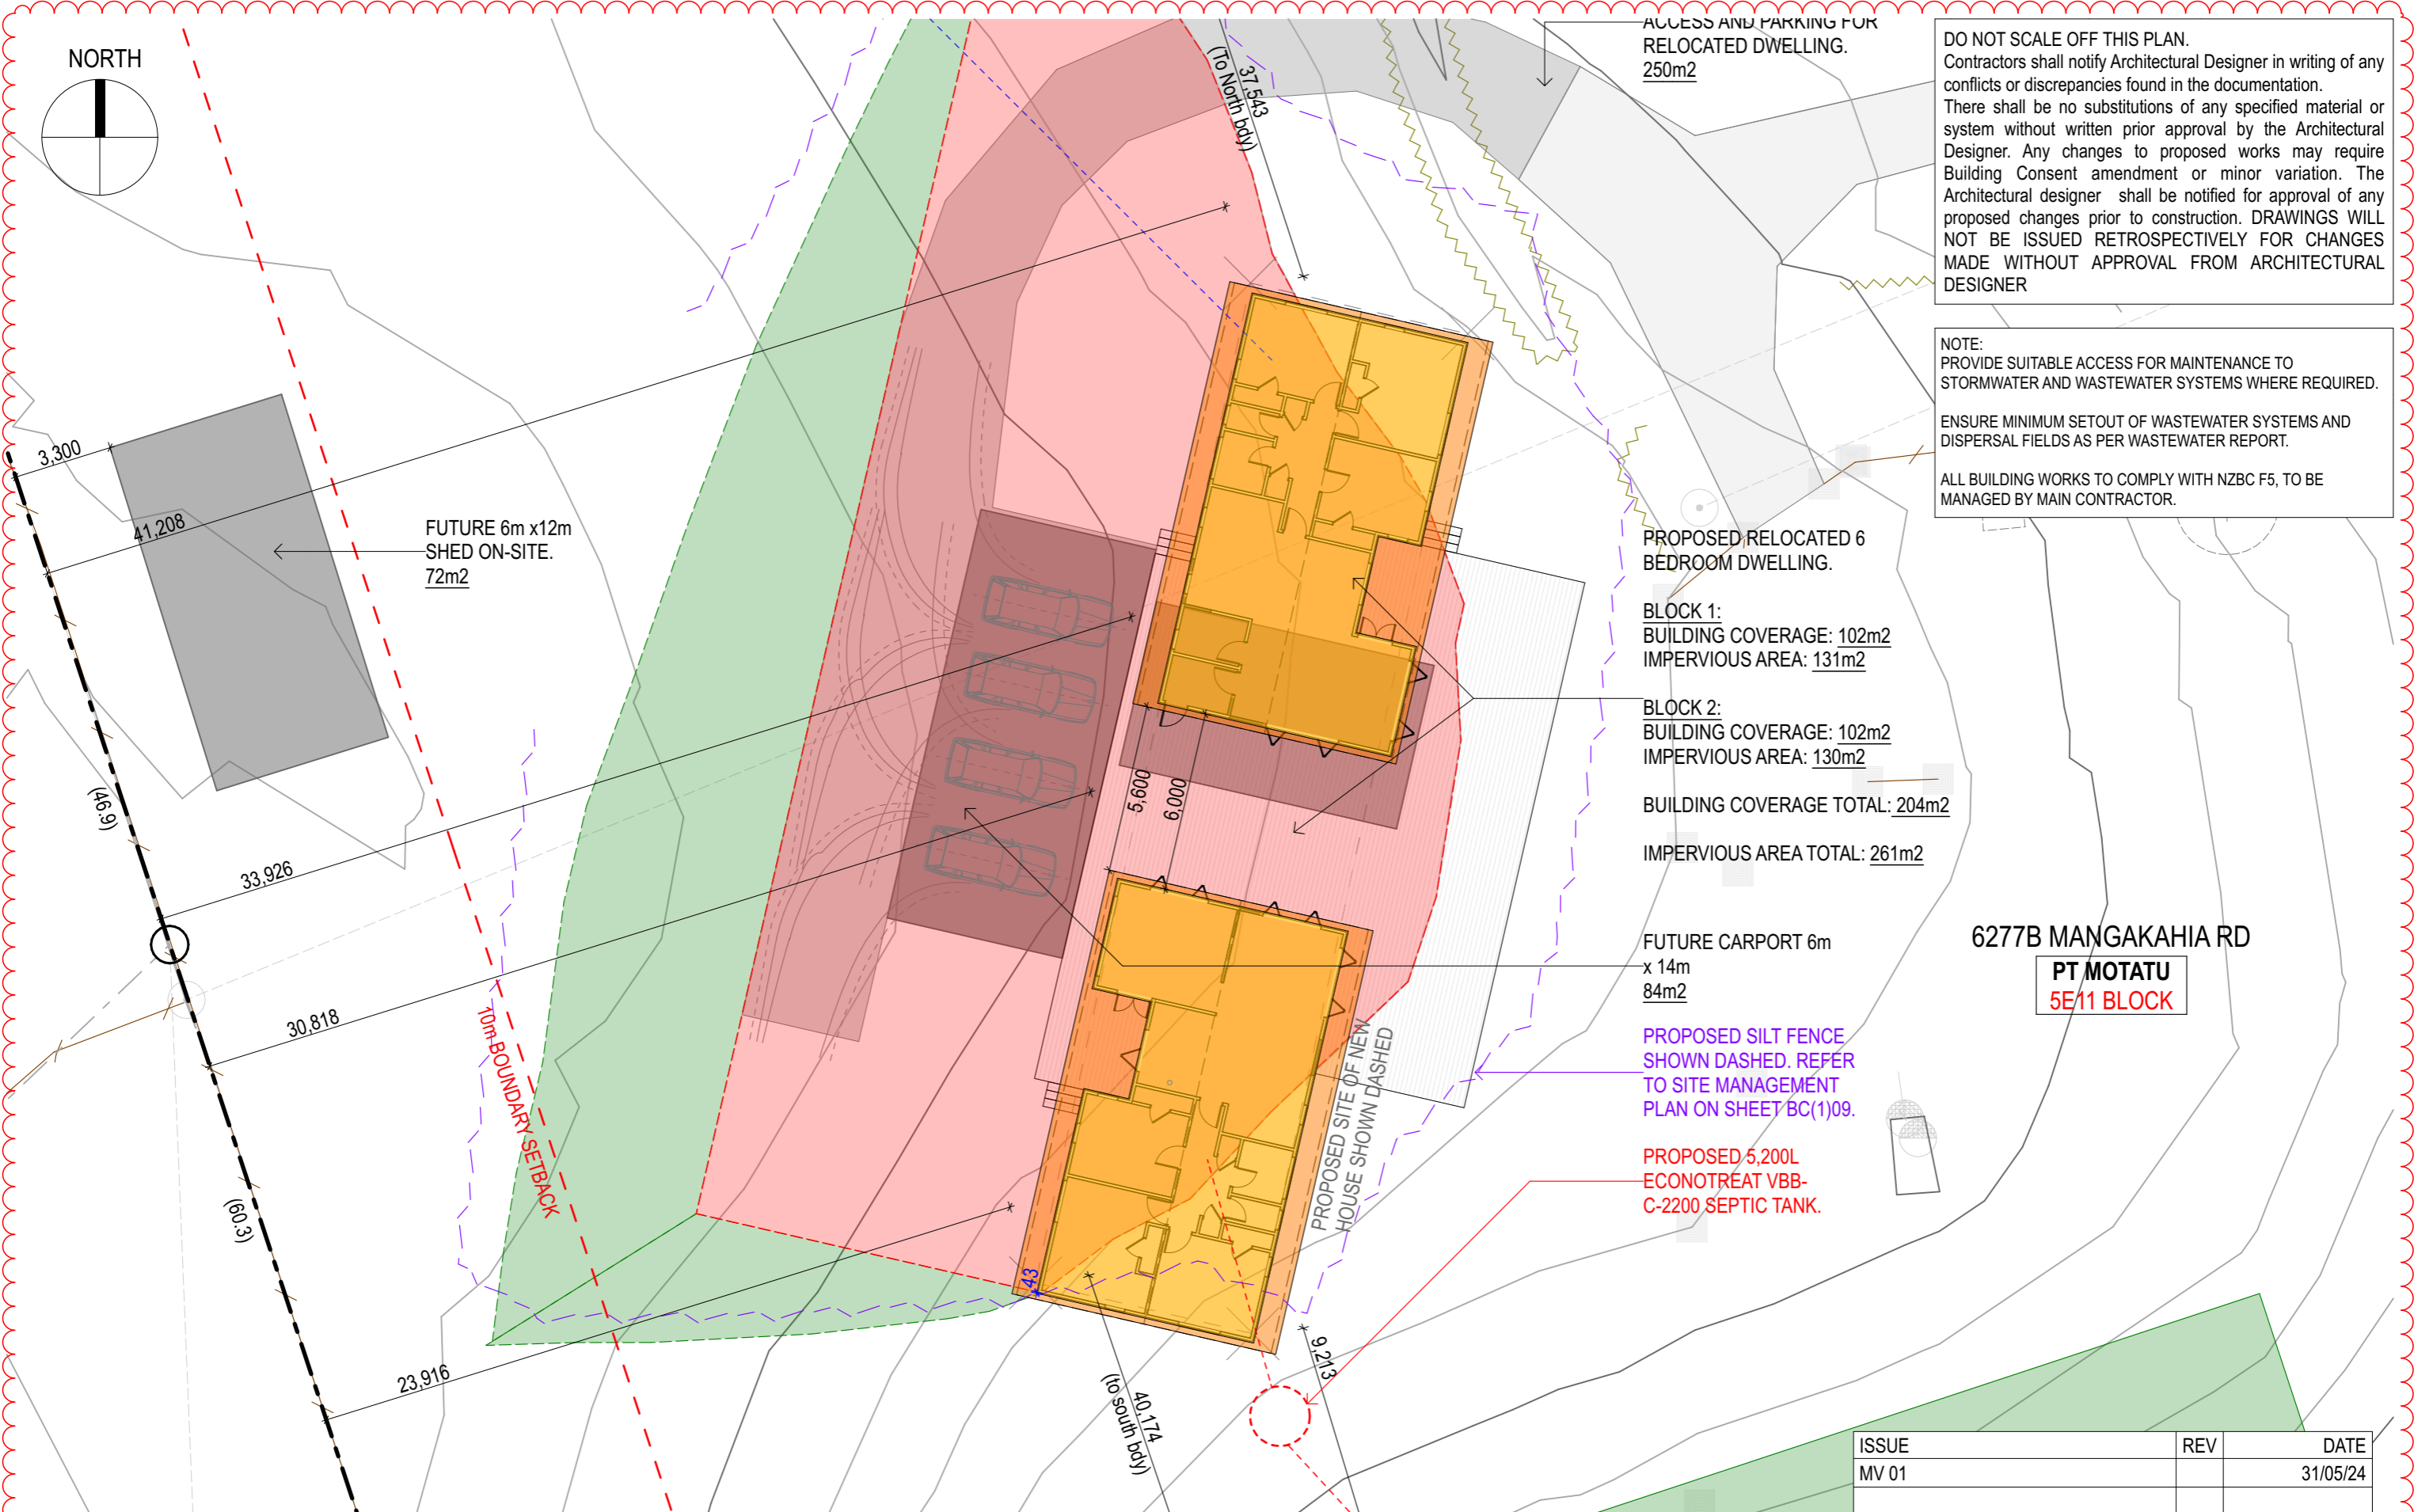 NORTH
ACCESS AND PARKING FOR
RELOCATED DWELLING.
250m2
DO NOT SCALE OFF THIS PLAN.
Contractors shall notify Architectural Designer in writing of any
conflicts or discrepancies found in the documentation.
There shall be no substitutions of any specified material or
system without written prior approval by the Architectural
Designer. Any changes to proposed works may require
Building Consent amendment or minor variation. The
Architectural designer shall be notified for approval of any
proposed changes prior to construction. DRAWINGS WILL
NOT BE ISSUED RETROSPECTIVELY FOR CHANGES
MADE WITHOUT APPROVAL FROM ARCHITECTURAL
DESIGNER
NOTE:
PROVIDE SUITABLE ACCESS FOR MAINTENANCE TO
STORMWATER AND WASTEWATER SYSTEMS WHERE REQUIRED.
ENSURE MINIMUM SETOUT OF WASTEWATER SYSTEMS AND
DISPERSAL FIELDS AS PER WASTEWATER REPORT.
ALL BUILDING WORKS TO COMPLY WITH NZBC F5, TO BE
MANAGED BY MAIN CONTRACTOR.
37,543
(To North bdy)
3,300
41,208
FUTURE 6m x12m
SHED ON-SITE.
72m2
PROPOSED RELOCATED 6
BEDROOM DWELLING.
BLOCK 1:
BUILDING COVERAGE: 102m2
IMPERVIOUS AREA: 131m2
BLOCK 2:
BUILDING COVERAGE: 102m2
IMPERVIOUS AREA: 130m2
BUILDING COVERAGE TOTAL: 204m2
IMPERVIOUS AREA TOTAL: 261m2
5,600
6,000
(46.9)
33,926
30,818
FUTURE CARPORT 6m
x 14m
84m2
6277B MANGAKAHIA RD
PT MOTATU
5E11 BLOCK
PROPOSED SILT FENCE
SHOWN DASHED. REFER
TO SITE MANAGEMENT
PLAN ON SHEET BC(1)09.
PROPOSED 5,200L
ECONOTREAT VBB-
C-2200 SEPTIC TANK.
10m BOUNDARY SETBACK
PROPOSED SITE OF NEW
HOUSE SHOWN DASHED
(60.3)
43
23,916
40,174
(to south bdy)
9,213
ISSUE REV DATE
MV 01 31/05/24